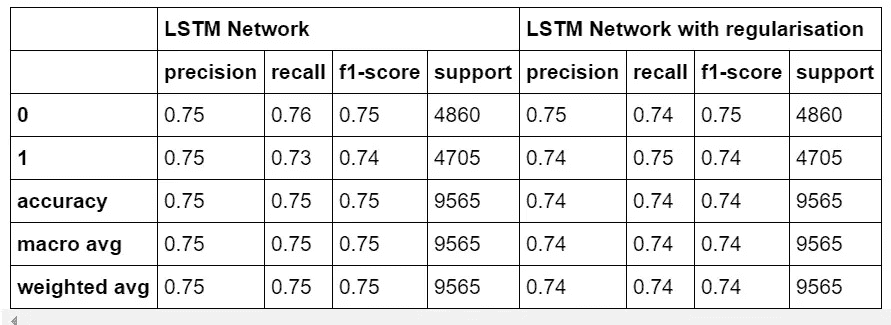 LSTM Network LSTM Network with regularisation
precision recall f1-score support precision recall f1-score support
0 0.75 0.76 0.75 4860 0.75 0.74 0.75 4860
1 0.75 0.73 0.74 4705 0.74 0.75 0.74 4705
accuracy 0.75 0.75 0.75 9565 0.74 0.74 0.74 9565
macro avg 0.75 0.75 0.75 9565 0.74 0.74 0.74 9565
weighted avg 0.75 0.75 0.75 9565 0.74 0.74 0.74 9565